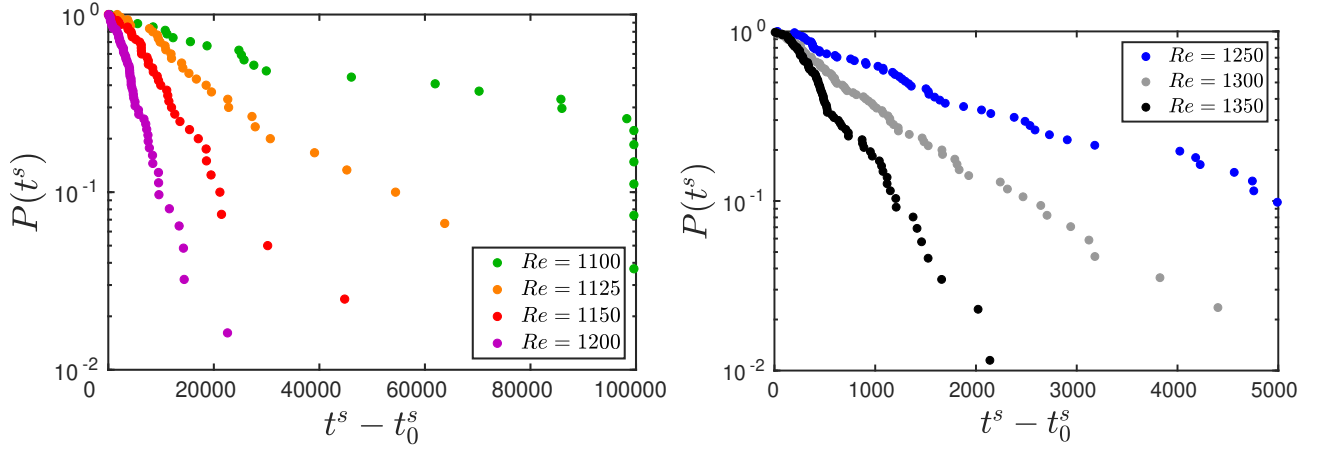 10^0
10^-1
10^-2
P(t^s)
0 20000 40000 60000 80000 100000
t^s − t_0^s
Re = 1100
Re = 1125
Re = 1150
Re = 1200
10^0
10^-1
10^-2
P(t^s)
0 1000 2000 3000 4000 5000
t^s − t_0^s
Re = 1250
Re = 1300
Re = 1350